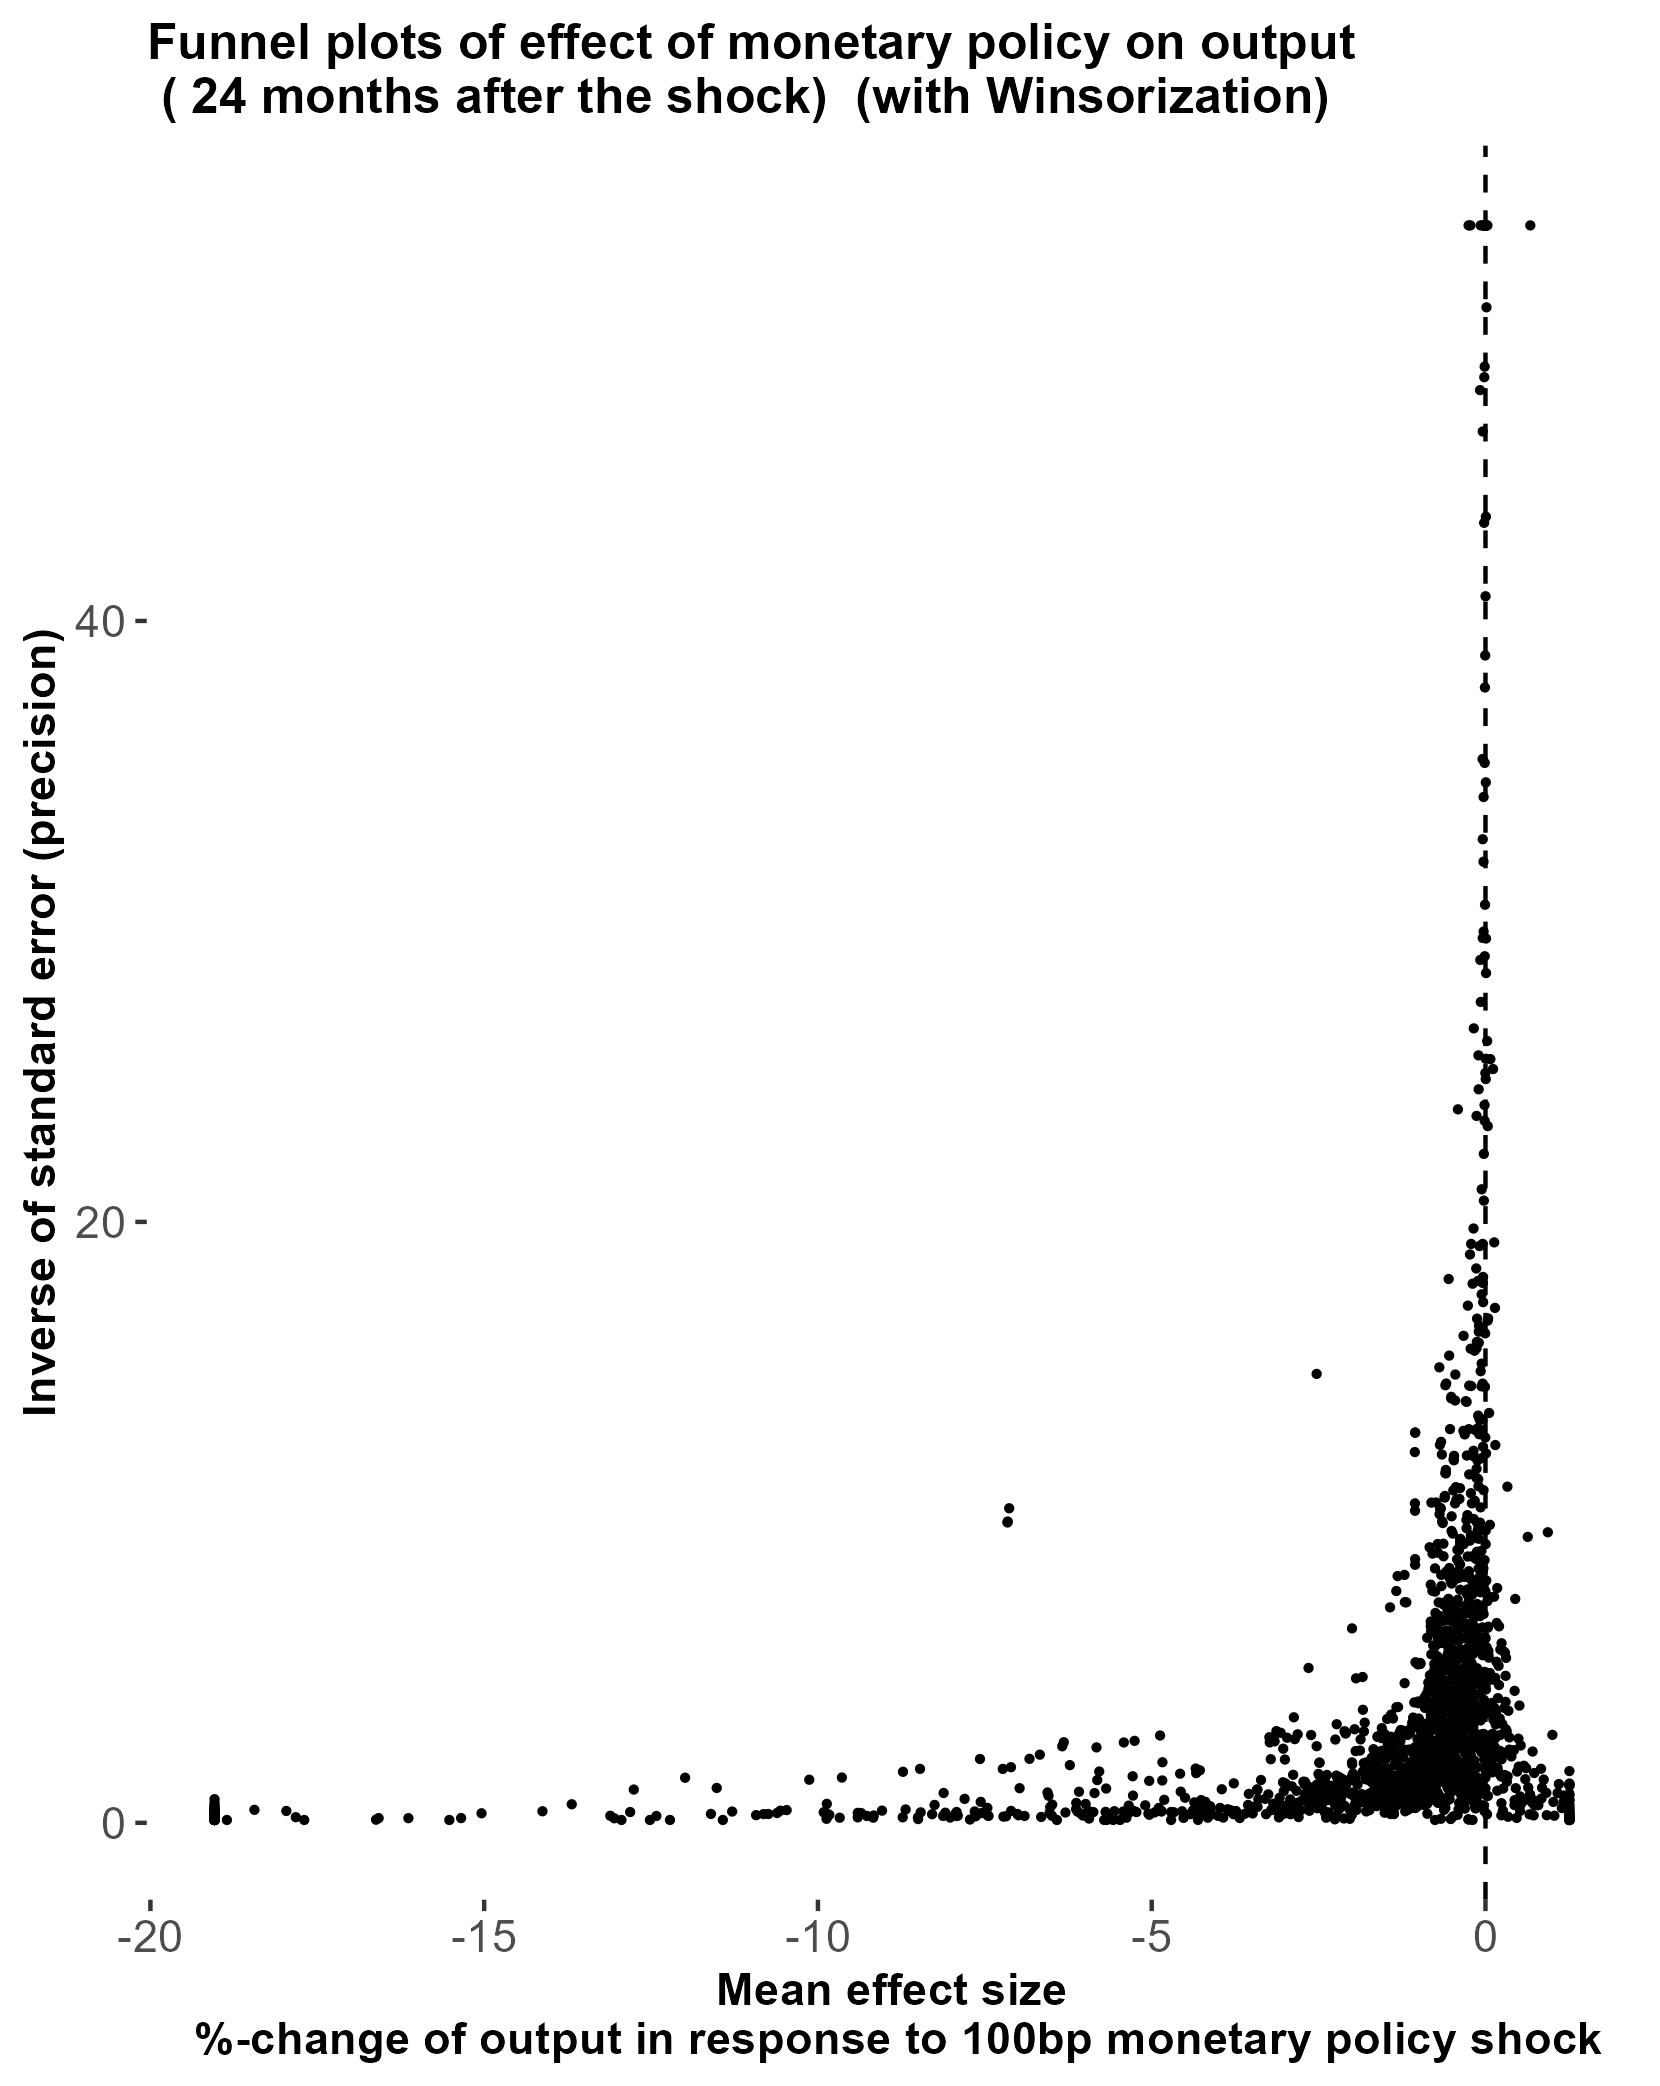 Funnel plots of effect of monetary policy on output
( 24 months after the shock)  (with Winsorization)
Inverse of standard error (precision)
40
20
0
-20
-15
-10
-5
0
Mean effect size
%-change of output in response to 100bp monetary policy shock